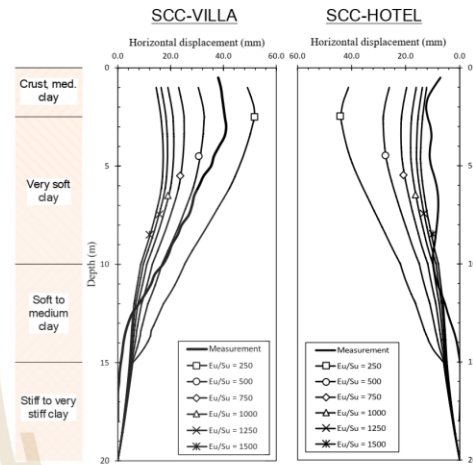 SCC-VILLA
SCC-HOTEL
Horizontal displacement (mm)
Horizontal displacement (mm)
0.0 20.0 40.0 60.0
60.0 40.0 20.0 0.0
Crust, med.
clay
Very soft
clay
Soft to
medium
clay
Stiff to very
stiff clay
Depth (m)
0
5
10
15
20
Measurement
Eu/Su = 250
Eu/Su = 500
Eu/Su = 750
Eu/Su = 1000
Eu/Su = 1250
Eu/Su = 1500
Measurement
Eu/Su = 250
Eu/Su = 500
Eu/Su = 750
Eu/Su = 1000
Eu/Su = 1250
Eu/Su = 1500
0
5